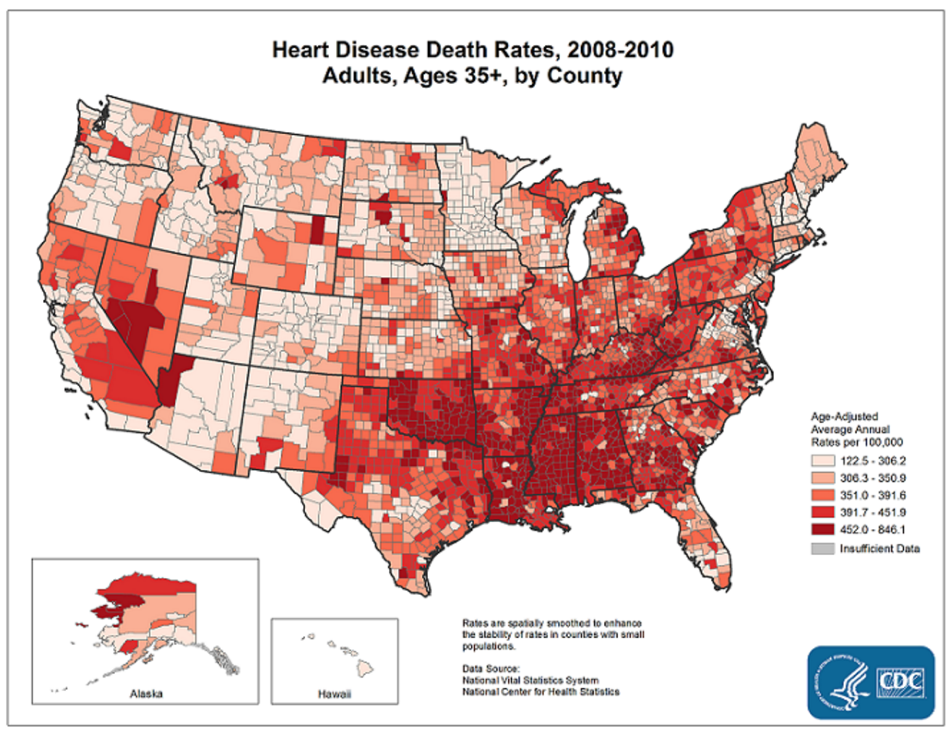 Heart Disease Death Rates, 2008-2010
Adults, Ages 35+, by County
Age-Adjusted
Average Annual
Rates per 100,000
122.5 - 306.2
306.3 - 350.9
351.0 - 391.6
391.7 - 451.9
452.0 - 846.1
Insufficient Data
Rates are spatially smoothed to enhance
the stability of rates in counties with small
populations.
Data Source:
National Vital Statistics System
National Center for Health Statistics
Alaska
Hawaii
CDC